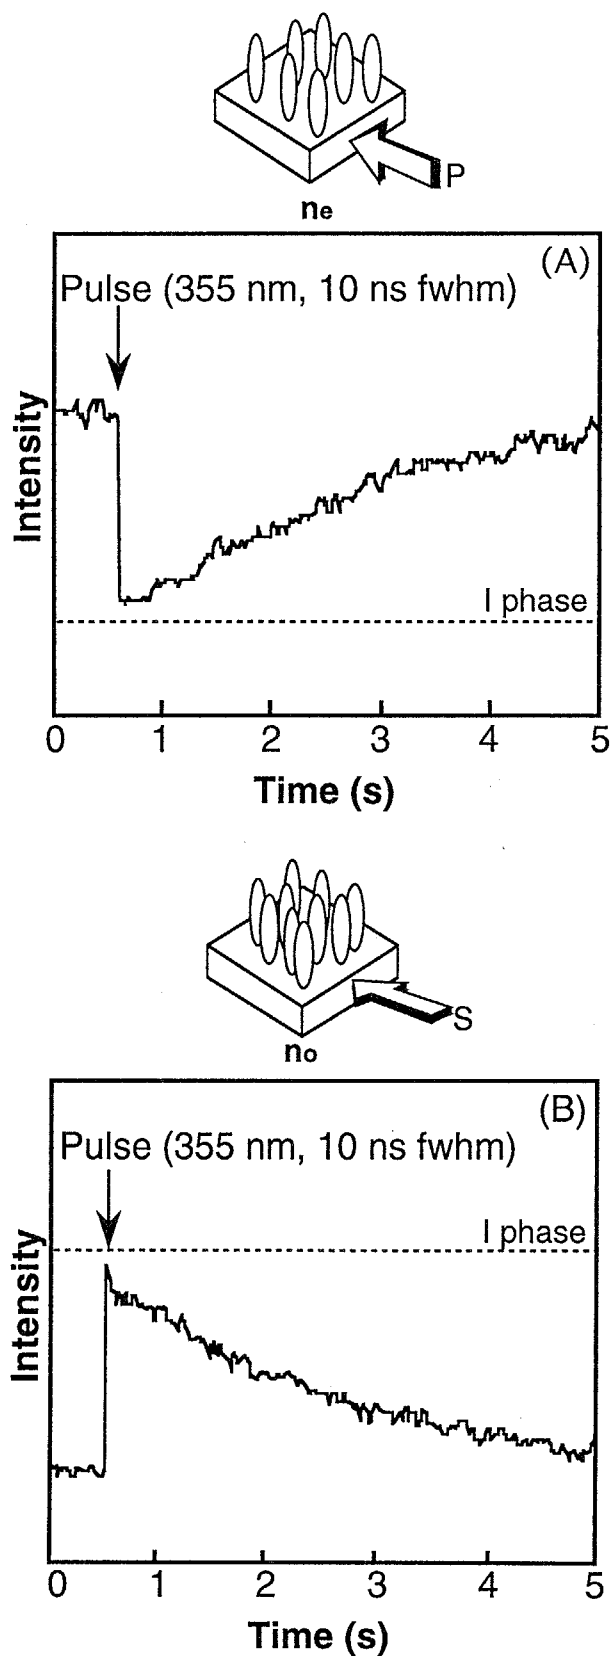 P
ne
(A)
Pulse (355 nm, 10 ns fwhm)
Intensity
I phase
0 1 2 3 4 5
Time (s)
S
no
(B)
Pulse (355 nm, 10 ns fwhm)
I phase
Intensity
0 1 2 3 4 5
Time (s)